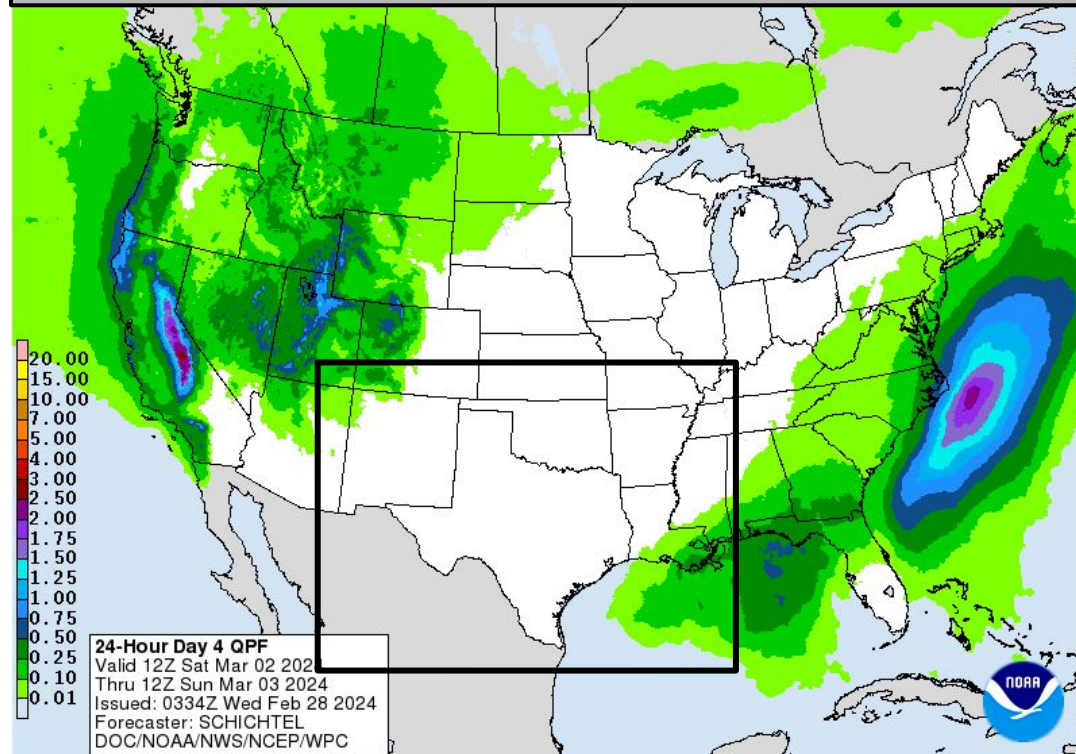 20.00
15.00
10.00
7.00
5.00
4.00
3.00
2.50
2.00
1.75
1.50
1.25
1.00
0.75
0.50
0.25
0.10
0.01
24-Hour Day 4 QPF
Valid 12Z Sat Mar 02 202
Thru 12Z Sun Mar 03 2024
Issued: 0334Z Wed Feb 28 2024
Forecaster: SCHICHTEL
DOC/NOAA/NWS/NCEP/WPC
NOAA